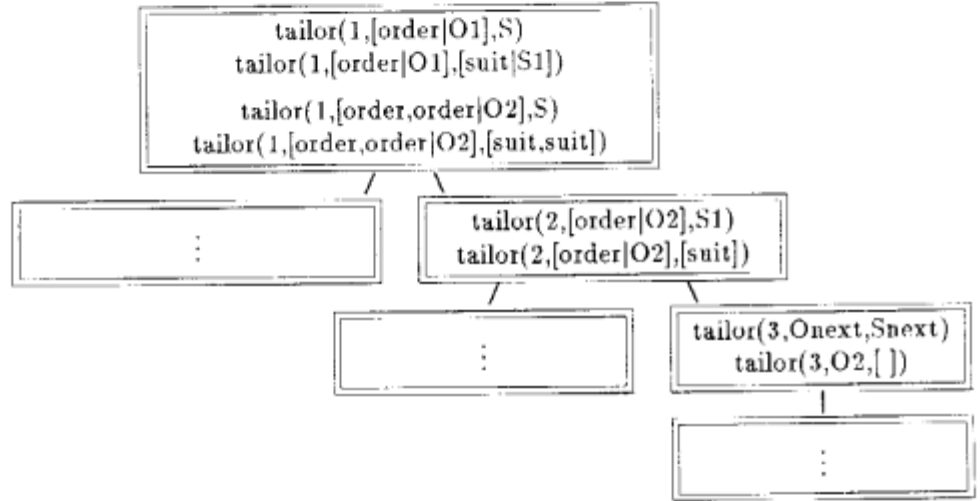 tailor(1,[order|O1],S)
tailor(1,[order|O1],[suit|S1])
tailor(1,[order,order|O2],S)
tailor(1,[order,order|O2],[suit,suit])
⋮
tailor(2,[order|O2],S1)
tailor(2,[order|O2],[suit])
⋮
tailor(3,Onext,Snext)
tailor(3,O2,[ ])
⋮